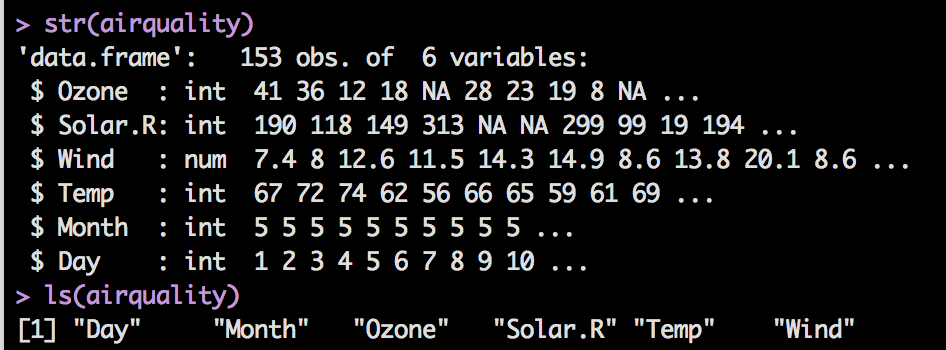 > str(airquality)
'data.frame':   153 obs. of  6 variables:
 $ Ozone  : int  41 36 12 18 NA 28 23 19 8 NA ...
 $ Solar.R: int  190 118 149 313 NA NA 299 99 19 194 ...
 $ Wind   : num  7.4 8 12.6 11.5 14.3 14.9 8.6 13.8 20.1 8.6 ...
 $ Temp   : int  67 72 74 62 56 66 65 59 61 69 ...
 $ Month  : int  5 5 5 5 5 5 5 5 5 5 ...
 $ Day    : int  1 2 3 4 5 6 7 8 9 10 ...
> ls(airquality)
[1] "Day"     "Month"   "Ozone"   "Solar.R" "Temp"    "Wind"